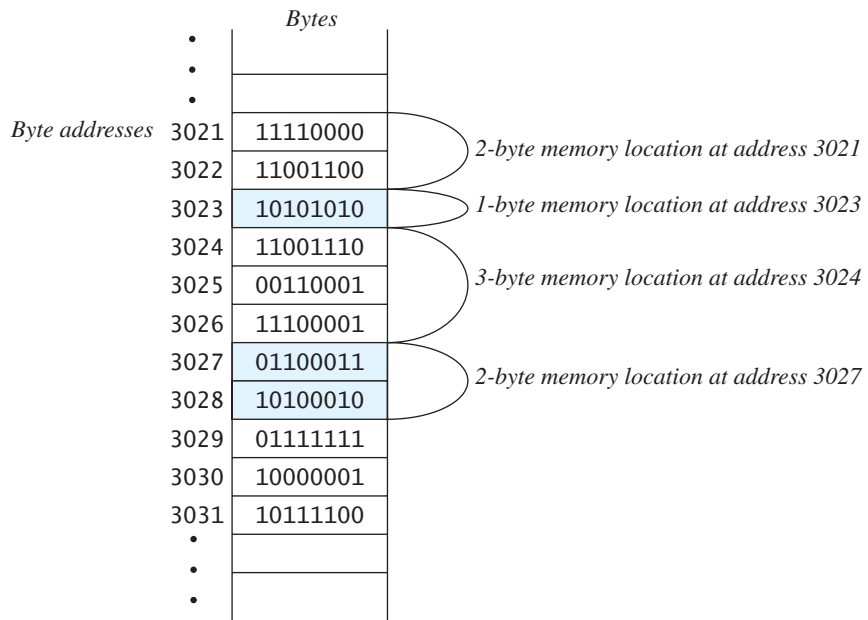 Bytes
•
•
•
Byte addresses 3021 11110000
2-byte memory location at address 3021
3022 11001100
3023 10101010 1-byte memory location at address 3023
3024 11001110
3025 00110001 3-byte memory location at address 3024
3026 11100001
3027 01100011
2-byte memory location at address 3027
3028 10100010
3029 01111111
3030 10000001
3031 10111100
•
•
•